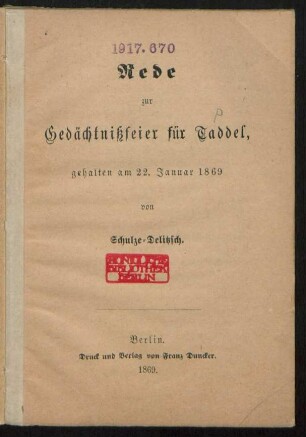 1917. 670
Rede
zur
Gedächtnißfeier für Taddel,
gehalten am 22. Januar 1869
von
Schulze-Delitzsch.
BIBLIOTHEK
BERLIN
Berlin.
Druck und Verlag von Franz Duncker.
1869.